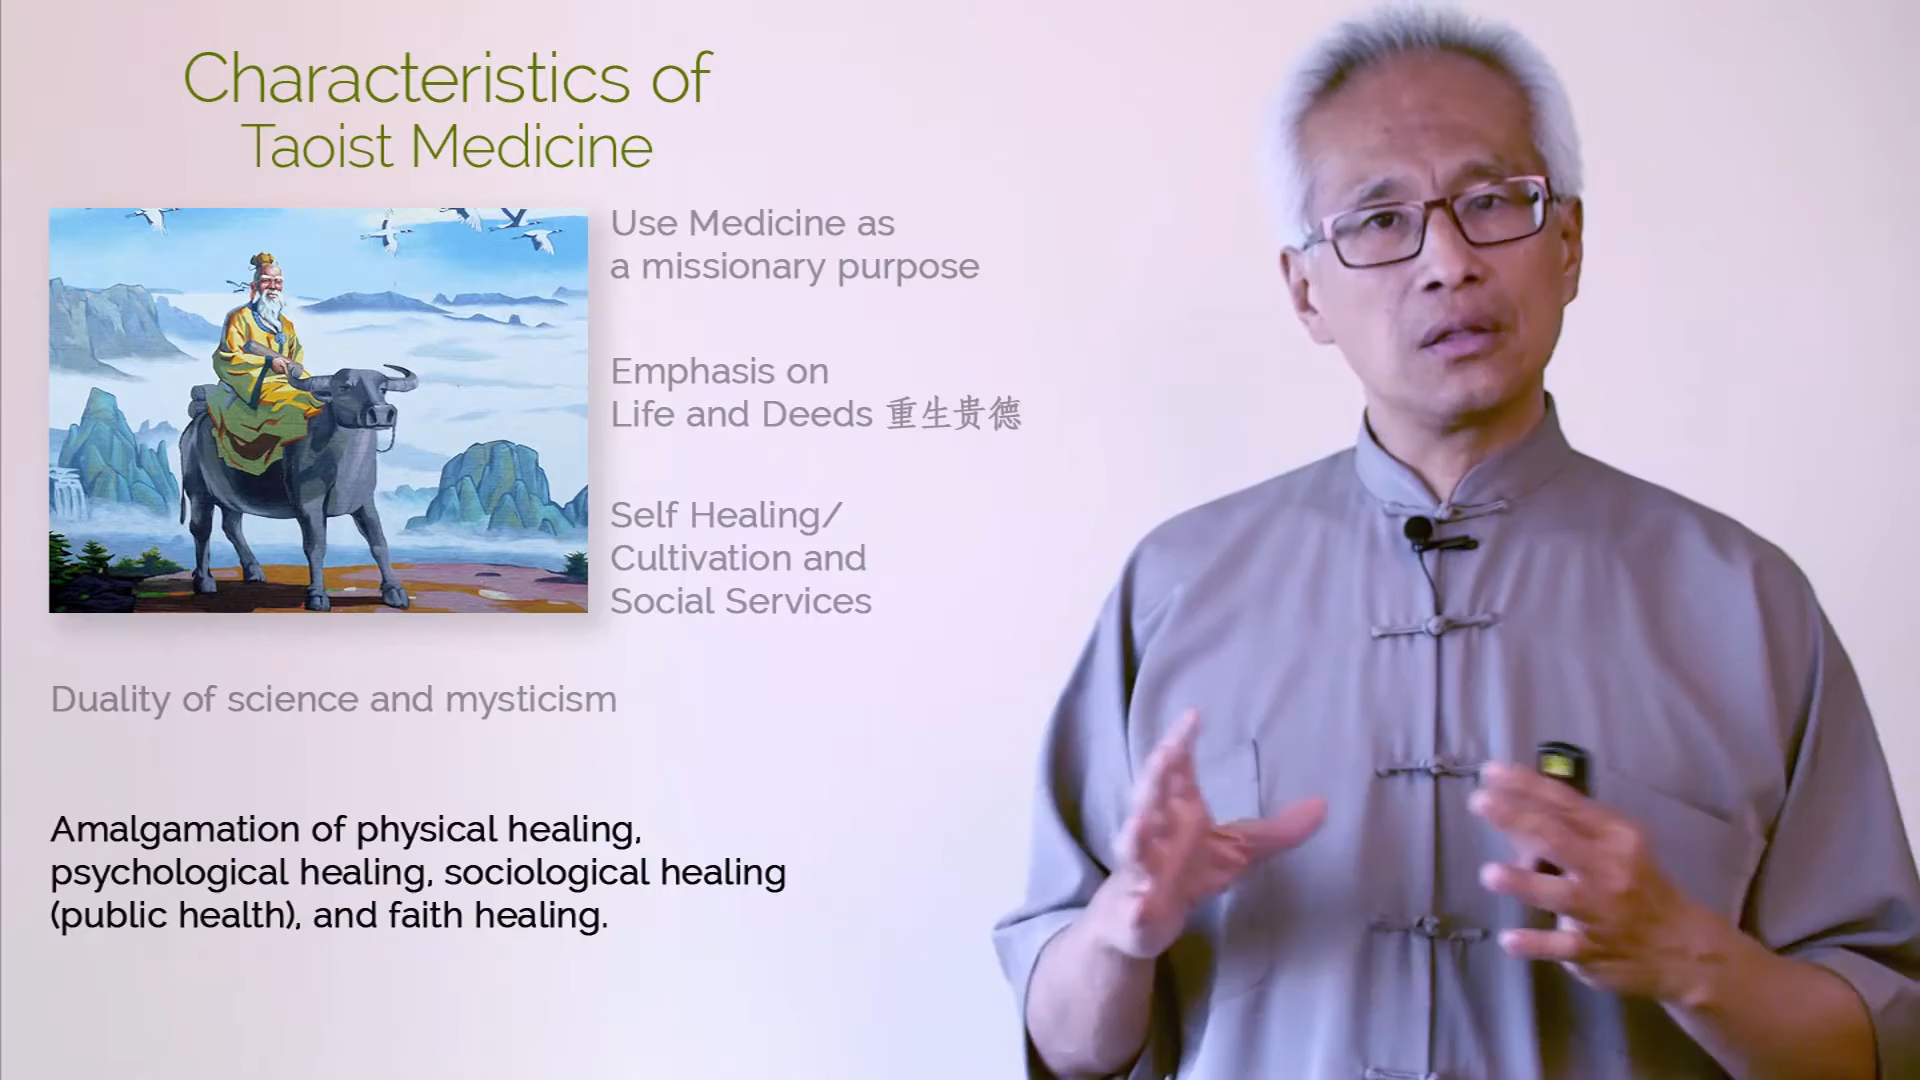 Characteristics of
Taoist Medicine
Use Medicine as
a missionary purpose
Emphasis on
Life and Deeds 重生贵德
Self Healing/
Cultivation and
Social Services
Duality of science and mysticism
Amalgamation of physical healing,
psychological healing, sociological healing
(public health), and faith healing.